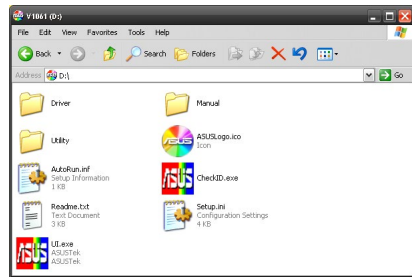 V1061 (D:)
File Edit View Favorites Tools Help
Back Search Folders
Address D:\ Go
Driver
Manual
Utility
ASUSLogo.ico
Icon
AutoRun.inf
Setup Information
1 KB
CheckID.exe
Readme.txt
Text Document
3 KB
Setup.ini
Configuration Settings
4 KB
UI.exe
ASUSTek
ASUSTek